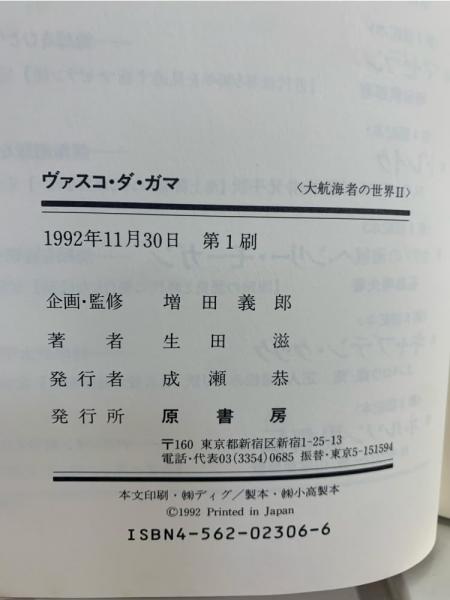 ヴァスコ・ダ・ガマ 〈大航海者の世界II〉
1992年11月30日 第1刷
企画・監修 増田義郎
著者 生田滋
発行者 成瀬恭
発行所 原書房
〒160 東京都新宿区新宿1-25-13
電話・代表03(3354)0685 振替・東京5-151594
本文印刷・㈱ディグ/製本・㈱小高製本
©1992 Printed in Japan
ISBN4-562-02306-6